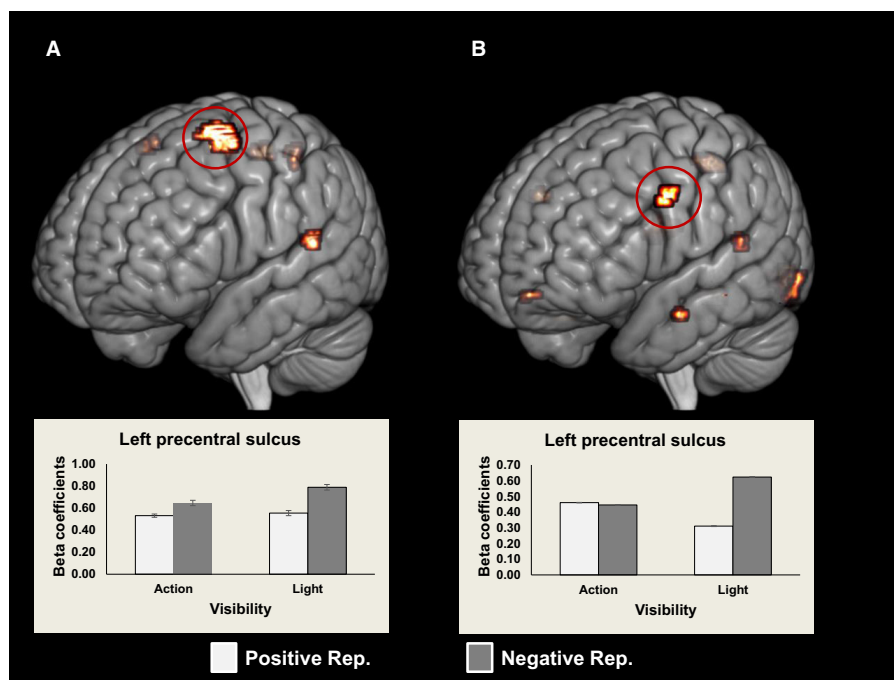 A
B
Left precentral sulcus
Beta coefficients
1.00
0.80
0.60
0.40
0.20
0.00
Action
Light
Visibility
Left precentral sulcus
Beta coefficients
0.70
0.60
0.50
0.40
0.30
0.20
0.10
0.00
Action
Light
Visibility
Positive Rep.
Negative Rep.